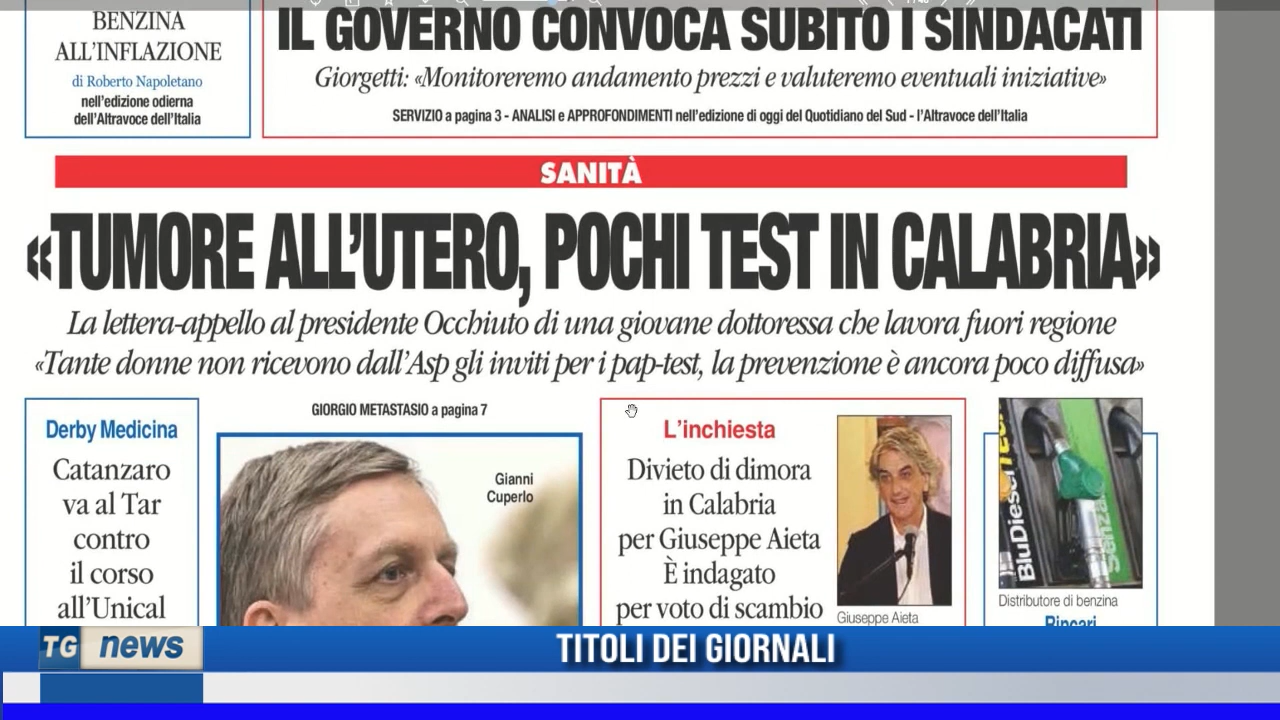 BENZINA
ALL'INFLAZIONE
di Roberto Napoletano
nell'edizione odierna
dell'Altravoce dell'Italia
IL GOVERNO CONVOCA SUBITO I SINDACATI
Giorgetti: «Monitoreremo andamento prezzi e valuteremo eventuali iniziative»
SERVIZIO a pagina 3 - ANALISI e APPROFONDIMENTI nell'edizione di oggi del Quotidiano del Sud - l'Altravoce dell'Italia
SANITÀ
«TUMORE ALL'UTERO, POCHI TEST IN CALABRIA»
La lettera-appello al presidente Occhiuto di una giovane dottoressa che lavora fuori regione
«Tante donne non ricevono dall'Asp gli inviti per i pap-test, la prevenzione è ancora poco diffusa»
Derby Medicina
Catanzaro
va al Tar
contro
il corso
all'Unical
GIORGIO METASTASIO a pagina 7
Gianni
Cuperlo
L'inchiesta
Divieto di dimora
in Calabria
per Giuseppe Aieta
È indagato
per voto di scambio
Giuseppe Aieta
BluDiesel
Senza
Distributore di benzina
Rincari
TG news
TITOLI DEI GIORNALI